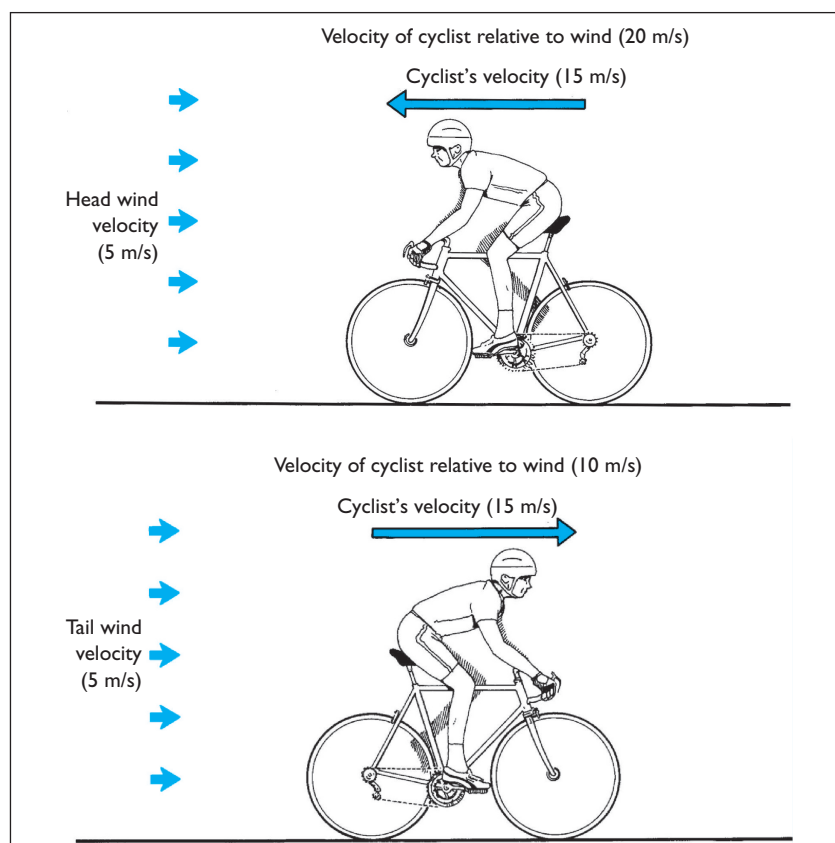 Velocity of cyclist relative to wind (20 m/s)
Cyclist's velocity (15 m/s)
Head wind
velocity
(5 m/s)
Velocity of cyclist relative to wind (10 m/s)
Cyclist's velocity (15 m/s)
Tail wind
velocity
(5 m/s)